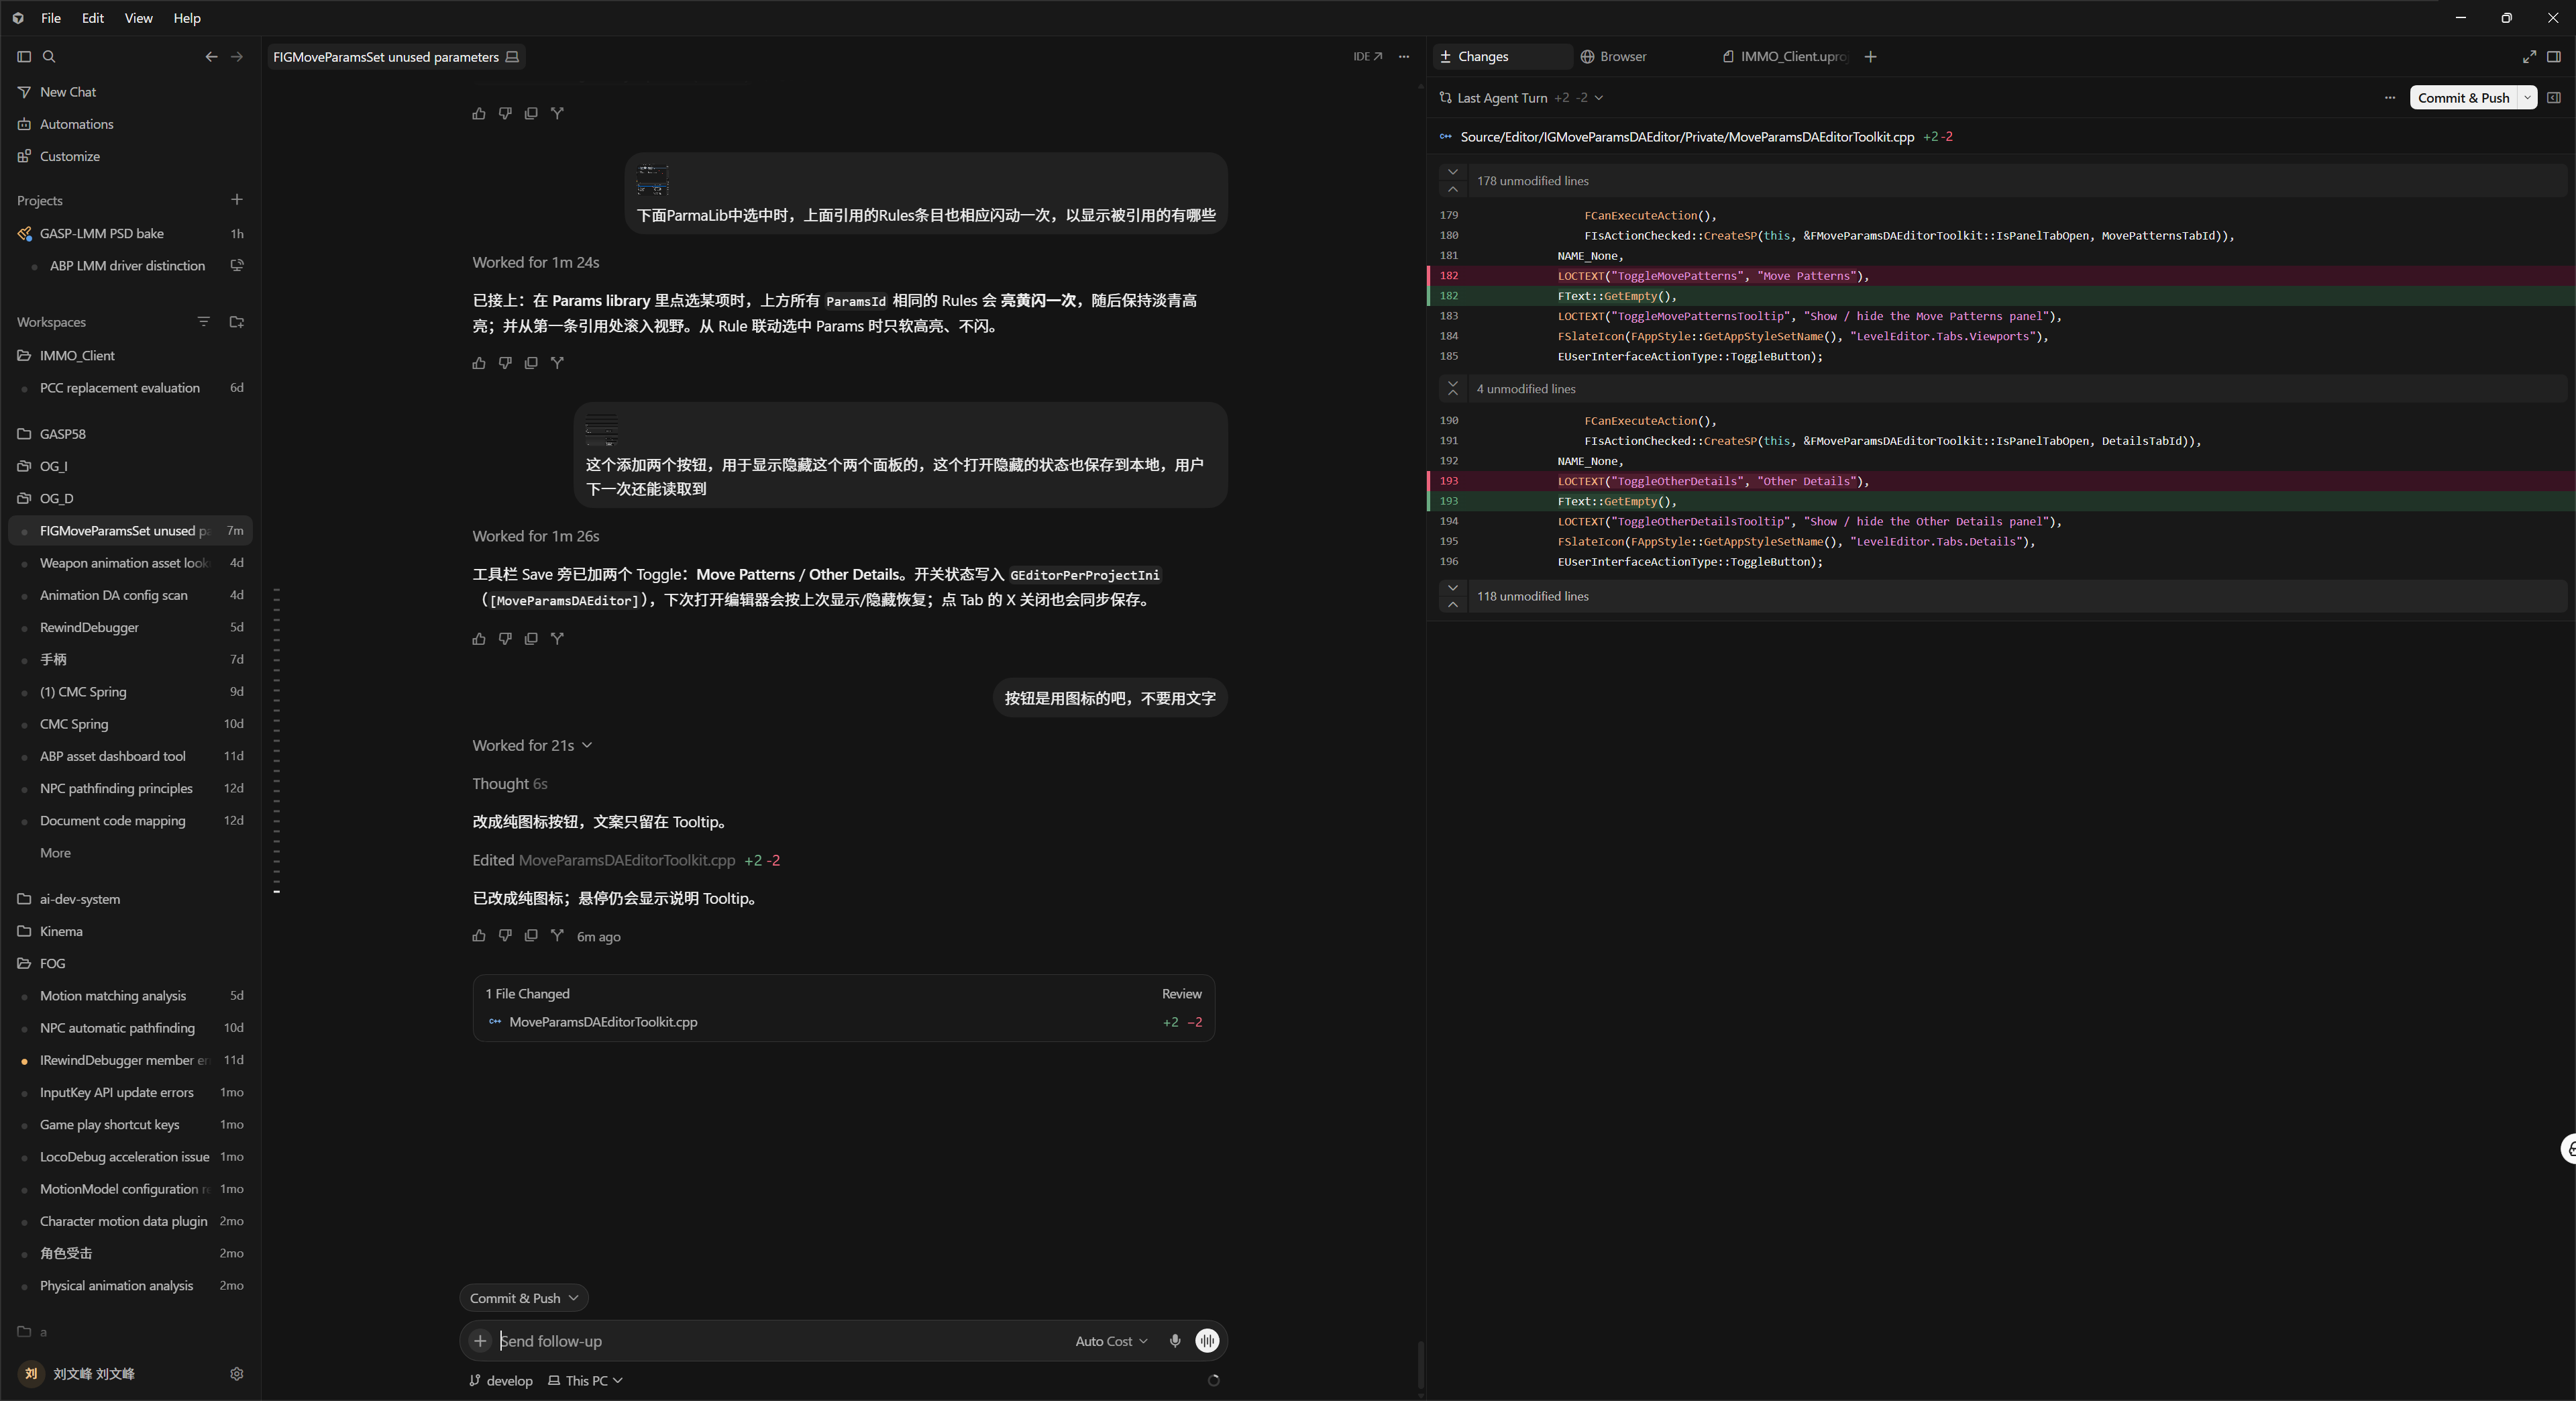 File Edit View Help
New Chat
Automations
Customize
Projects
GASP-LMM PSD bake 1h
ABP LMM driver distinction
Workspaces
IMMO_Client
PCC replacement evaluation 6d
GASP58
OG_I
OG_D
FIGMoveParamsSet unused pa 7m
Weapon animation asset look 4d
Animation DA config scan 4d
RewindDebugger 5d
手柄 7d
(1) CMC Spring 9d
CMC Spring 10d
ABP asset dashboard tool 11d
NPC pathfinding principles 12d
Document code mapping 12d
More
ai-dev-system
Kinema
FOG
Motion matching analysis 5d
NPC automatic pathfinding 10d
IRewindDebugger member er 11d
InputKey API update errors 1mo
Game play shortcut keys 1mo
LocoDebug acceleration issue 1mo
MotionModel configuration r 1mo
Character motion data plugin 2mo
角色受击 2mo
Physical animation analysis 2mo
a
刘 刘文峰 刘文峰
FIGMoveParamsSet unused parameters
IDE
下面ParmaLib中选中时，上面引用的Rules条目也相应闪动一次，以显示被引用的有哪些
Worked for 1m 24s
已接上：在 Params library 里点选某项时，上方所有 ParamsId 相同的 Rules 会 亮黄闪一次，随后保持淡青高
亮；并从第一条引用处滚入视野。从 Rule 联动选中 Params 时只软高亮、不闪。
这个添加两个按钮，用于显示隐藏这个两个面板的，这个打开隐藏的状态也保存到本地，用户
下一次还能读取到
Worked for 1m 26s
工具栏 Save 旁已加两个 Toggle：Move Patterns / Other Details。开关状态写入 GEditorPerProjectIni
（[MoveParamsDAEditor]），下次打开编辑器会按上次显示/隐藏恢复；点 Tab 的 X 关闭也会同步保存。
按钮是用图标的吧，不要用文字
Worked for 21s
Thought 6s
改成纯图标按钮，文案只留在 Tooltip。
Edited MoveParamsDAEditorToolkit.cpp +2 -2
已改成纯图标；悬停仍会显示说明 Tooltip。
6m ago
1 File Changed Review
MoveParamsDAEditorToolkit.cpp +2 -2
Commit & Push
Send follow-up Auto Cost
develop This PC
Changes Browser IMMO_Client.upro
Last Agent Turn +2 -2 Commit & Push
C++ Source/Editor/IGMoveParamsDAEditor/Private/MoveParamsDAEditorToolkit.cpp +2 -2
178 unmodified lines
179 FCanExecuteAction(),
180 FIsActionChecked::CreateSP(this, &FMoveParamsDAEditorToolkit::IsPanelTabOpen, MovePatternsTabId)),
181 NAME_None,
182 LOCTEXT("ToggleMovePatterns", "Move Patterns"),
182 FText::GetEmpty(),
183 LOCTEXT("ToggleMovePatternsTooltip", "Show / hide the Move Patterns panel"),
184 FSlateIcon(FAppStyle::GetAppStyleSetName(), "LevelEditor.Tabs.Viewports"),
185 EUserInterfaceActionType::ToggleButton);
4 unmodified lines
190 FCanExecuteAction(),
191 FIsActionChecked::CreateSP(this, &FMoveParamsDAEditorToolkit::IsPanelTabOpen, DetailsTabId)),
192 NAME_None,
193 LOCTEXT("ToggleOtherDetails", "Other Details"),
193 FText::GetEmpty(),
194 LOCTEXT("ToggleOtherDetailsTooltip", "Show / hide the Other Details panel"),
195 FSlateIcon(FAppStyle::GetAppStyleSetName(), "LevelEditor.Tabs.Details"),
196 EUserInterfaceActionType::ToggleButton);
118 unmodified lines